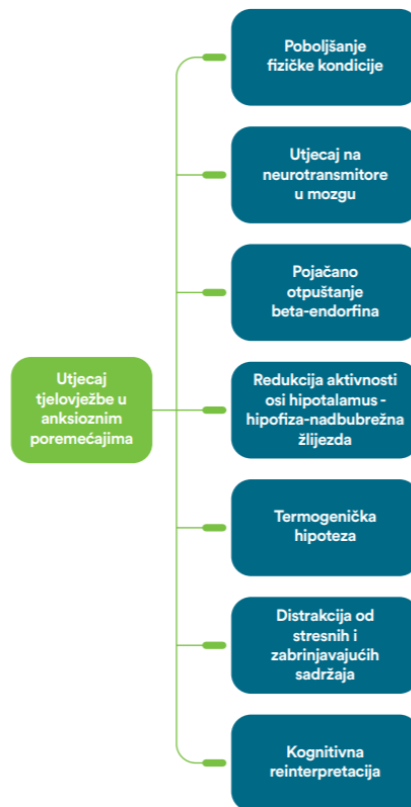 Poboljšanje
fizičke kondicije
Utjecaj na
neurotransmitore
u mozgu
Pojačano
otpuštanje
beta-endorfina
Utjecaj
tjelovježbe u
anksioznim
poremećajima
Redukcija aktivnosti
osi hipotalamus -
hipofiza-nadbubrežna
žlijezda
Termogenička
hipoteza
Distrakcija od
stresnih i
zabrinjavajućih
sadržaja
Kognitivna
reinterpretacija